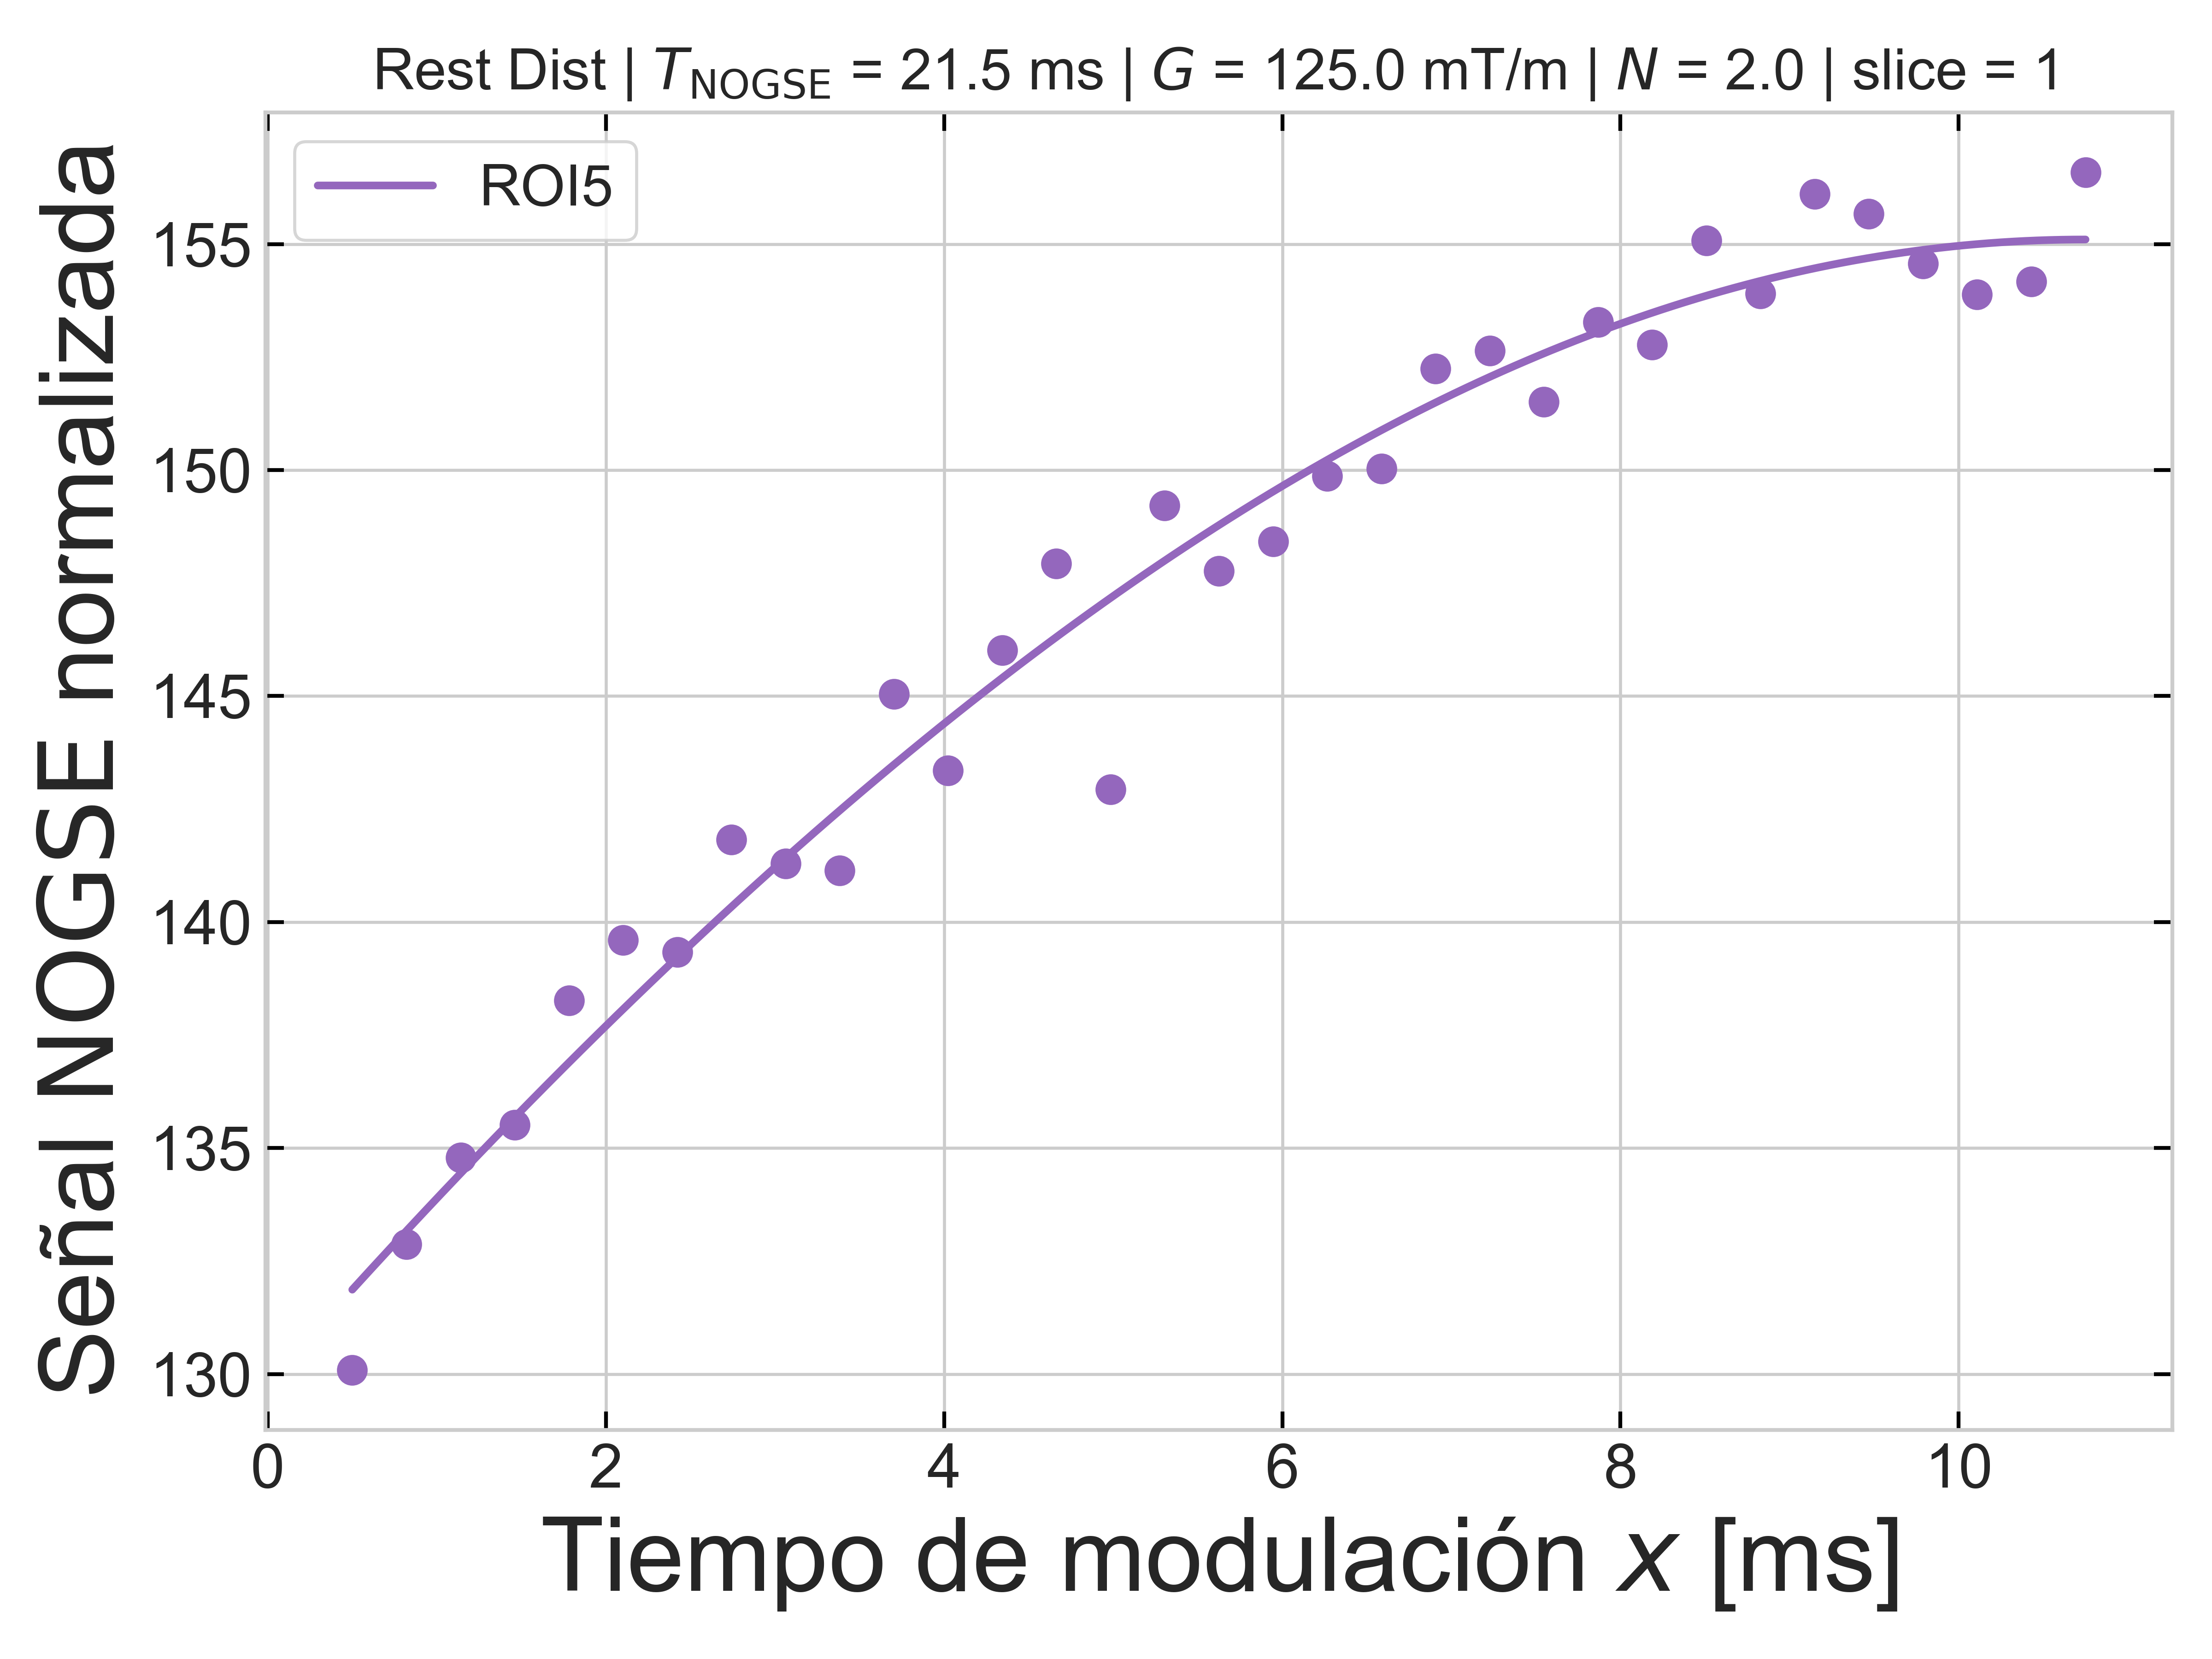 Rest Dist | T_NOGSE = 21.5 ms | G = 125.0 mT/m | N = 2.0 | slice = 1
ROI5
Señal NOGSE normalizada
155
150
145
140
135
130
0 2 4 6 8 10
Tiempo de modulación x [ms]